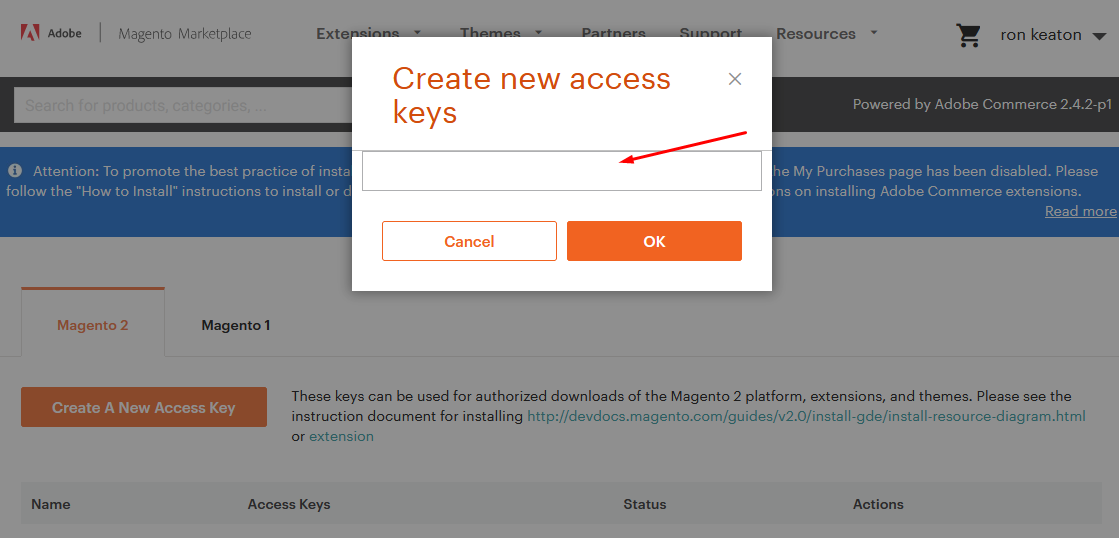 Adobe
Magento Marketplace
Extensions
Themes
Partners
Support
Resources
ron keaton
Create new access
keys
Search for products, categories, ...
Powered by Adobe Commerce 2.4.2-p1
Attention: To promote the best practice of insta
he My Purchases page has been disabled. Please
follow the "How to Install" instructions to install or d
ons on installing Adobe Commerce extensions.
Read more
Cancel
OK
Magento 2
Magento 1
Create A New Access Key
These keys can be used for authorized downloads of the Magento 2 platform, extensions, and themes. Please see the
instruction document for installing http://devdocs.magento.com/guides/v2.0/install-gde/install-resource-diagram.html
or extension
Name
Access Keys
Status
Actions